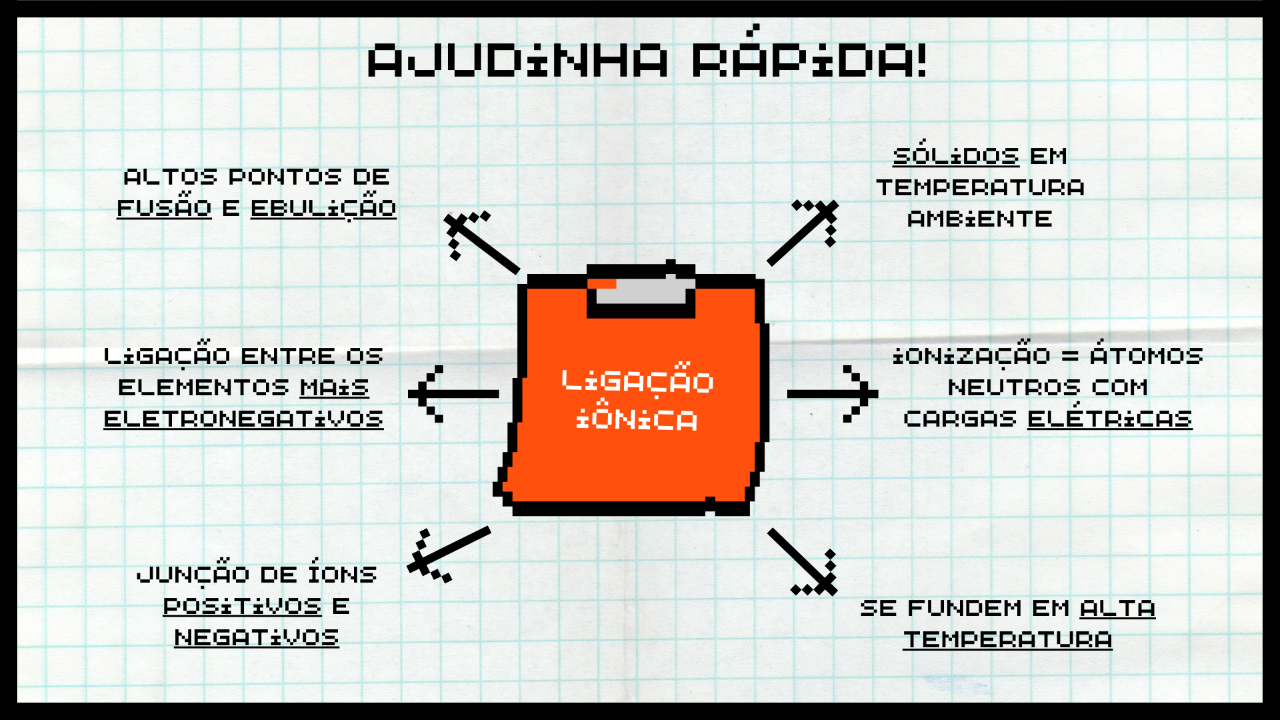 AJUDINHA RÁPIDA!
ALTOS PONTOS DE
FUSÃO E EBULIÇÃO
SÓLIDOS EM
TEMPERATURA
AMBIENTE
LIGAÇÃO ENTRE OS
ELEMENTOS MAIS
ELETRONEGATIVOS
LIGAÇÃO
IÔNICA
IONIZAÇÃO = ÁTOMOS
NEUTROS COM
CARGAS ELÉTRICAS
JUNÇÃO DE ÍONS
POSITIVOS E
NEGATIVOS
SE FUNDEM EM ALTA
TEMPERATURA